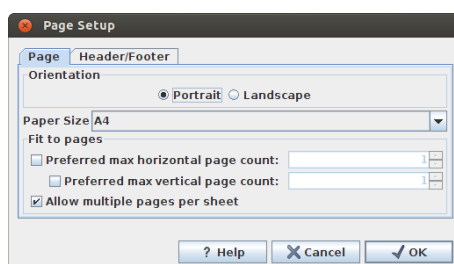 Page Setup
Page Header/Footer
Orientation
Portrait Landscape
Paper Size A4
Fit to pages
Preferred max horizontal page count: 1
Preferred max vertical page count: 1
Allow multiple pages per sheet
? Help Cancel OK